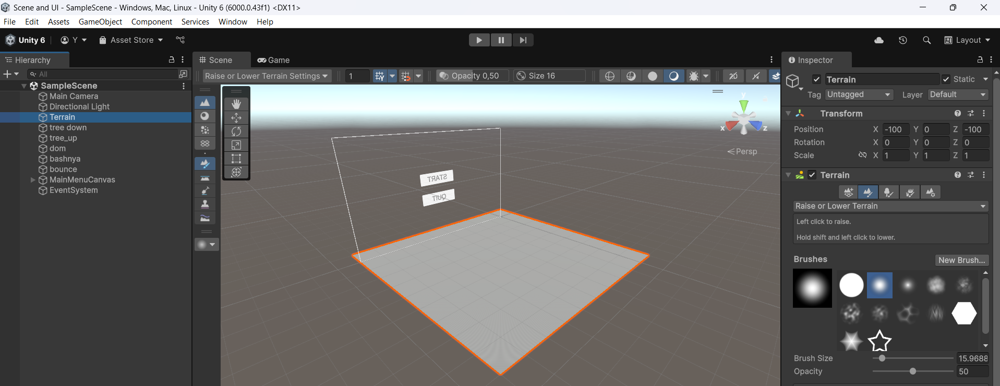 Scene and UI - SampleScene - Windows, Mac, Linux - Unity 6 (6000.0.43f1) <DX11>
File Edit Assets GameObject Component Services Window Help
Unity 6 Y Asset Store Layout
Hierarchy
All
SampleScene
Main Camera
Directional Light
Terrain
tree down
tree_up
dom
bashnya
bounce
MainMenuCanvas
EventSystem
Scene Game
Raise or Lower Terrain Settings 1 Opacity 0,50 Size 16 2D
y
x z
Persp
START
QUIT
Inspector
Terrain Static
Tag Untagged Layer Default
Transform
Position X -100 Y 0 Z -100
Rotation X 0 Y 0 Z 0
Scale X 1 Y 1 Z 1
Terrain
Raise or Lower Terrain
Left click to raise.
Hold shift and left click to lower.
Brushes New Brush...
Brush Size 15.9688
Opacity 50